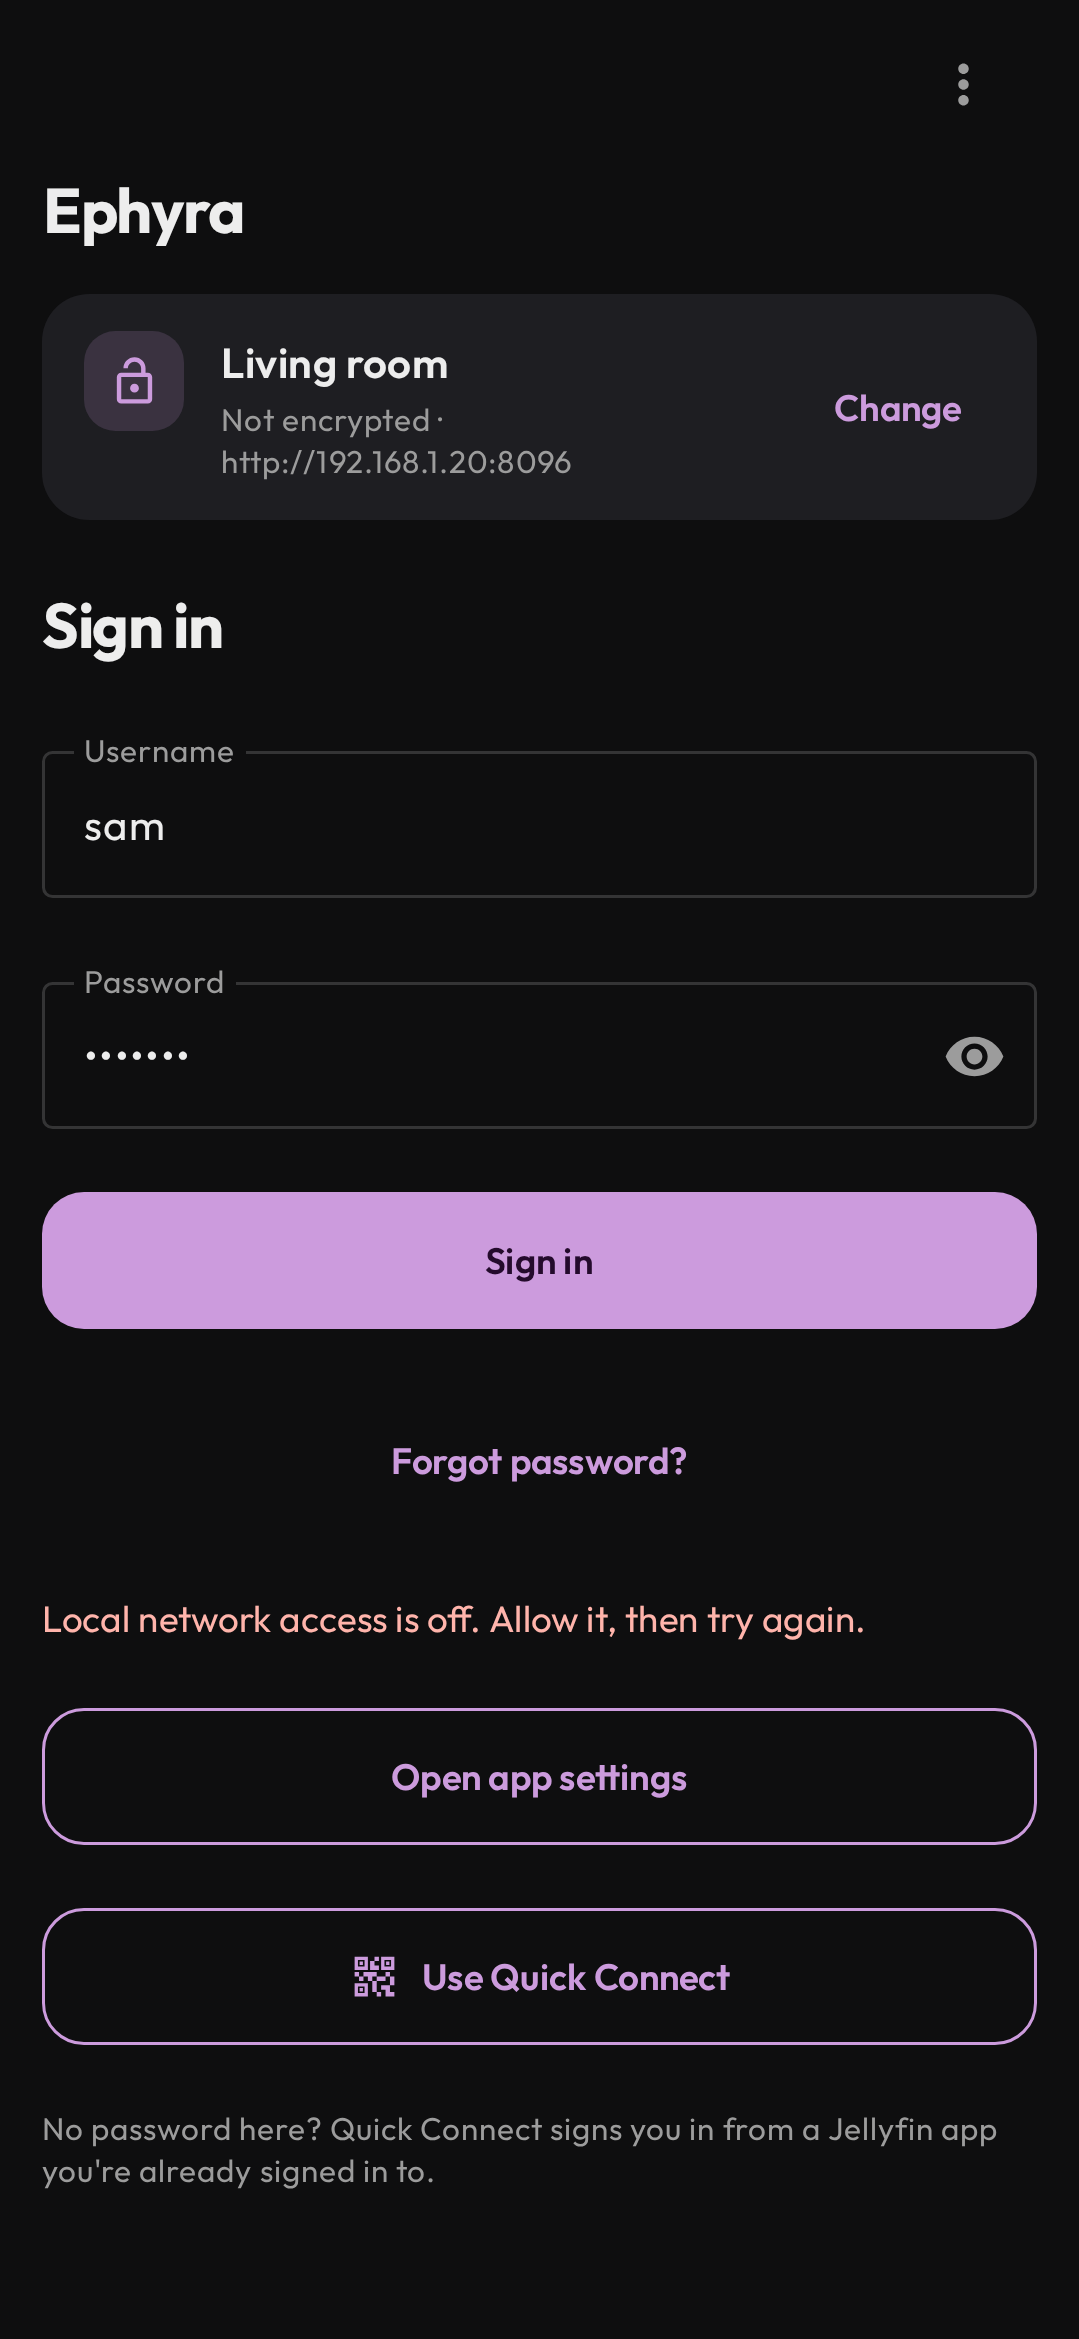 Ephyra
Living room
Not encrypted ·
http://192.168.1.20:8096
Change
Sign in
Username
sam
Password
•••••••
Sign in
Forgot password?
Local network access is off. Allow it, then try again.
Open app settings
Use Quick Connect
No password here? Quick Connect signs you in from a Jellyfin app
you're already signed in to.